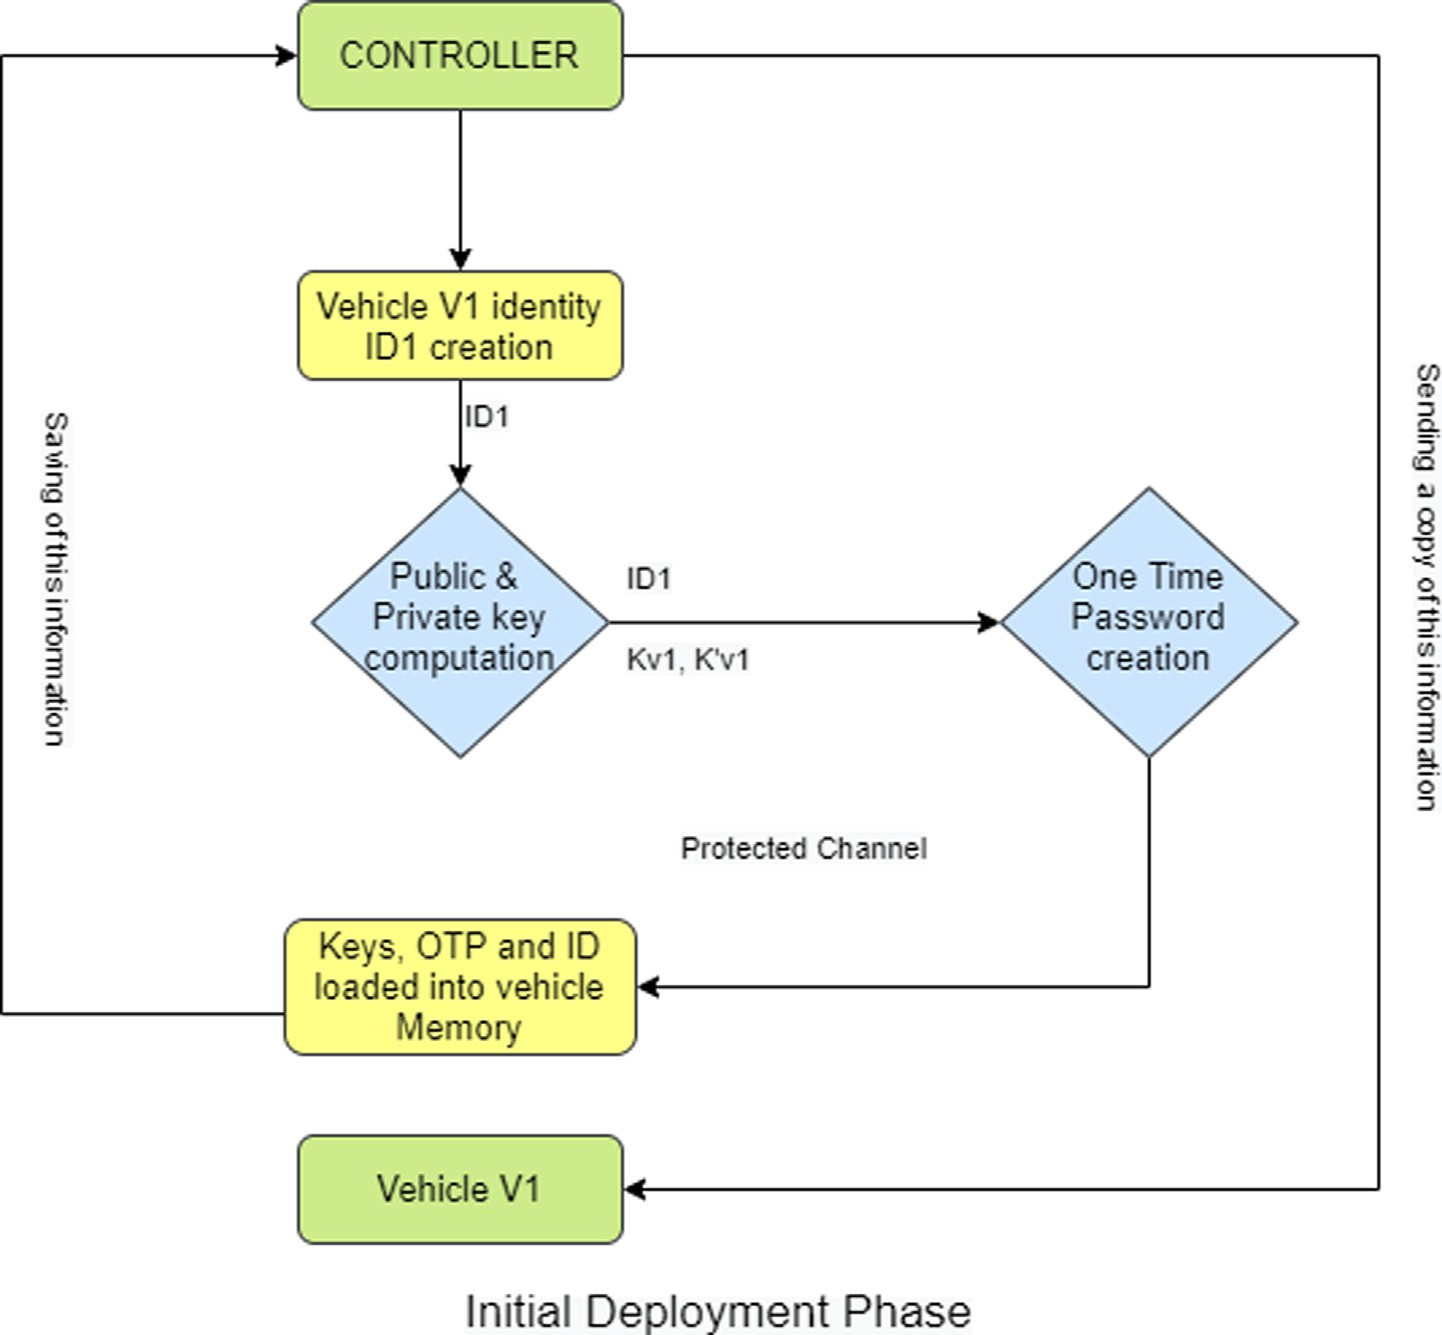 CONTROLLER
Vehicle V1 identity
ID1 creation
ID1
Public &
Private key
computation
ID1
Kv1, K'v1
One Time
Password
creation
Saving of this information
Sending a copy of this information
Protected Channel
Keys, OTP and ID
loaded into vehicle
Memory
Vehicle V1
Initial Deployment Phase